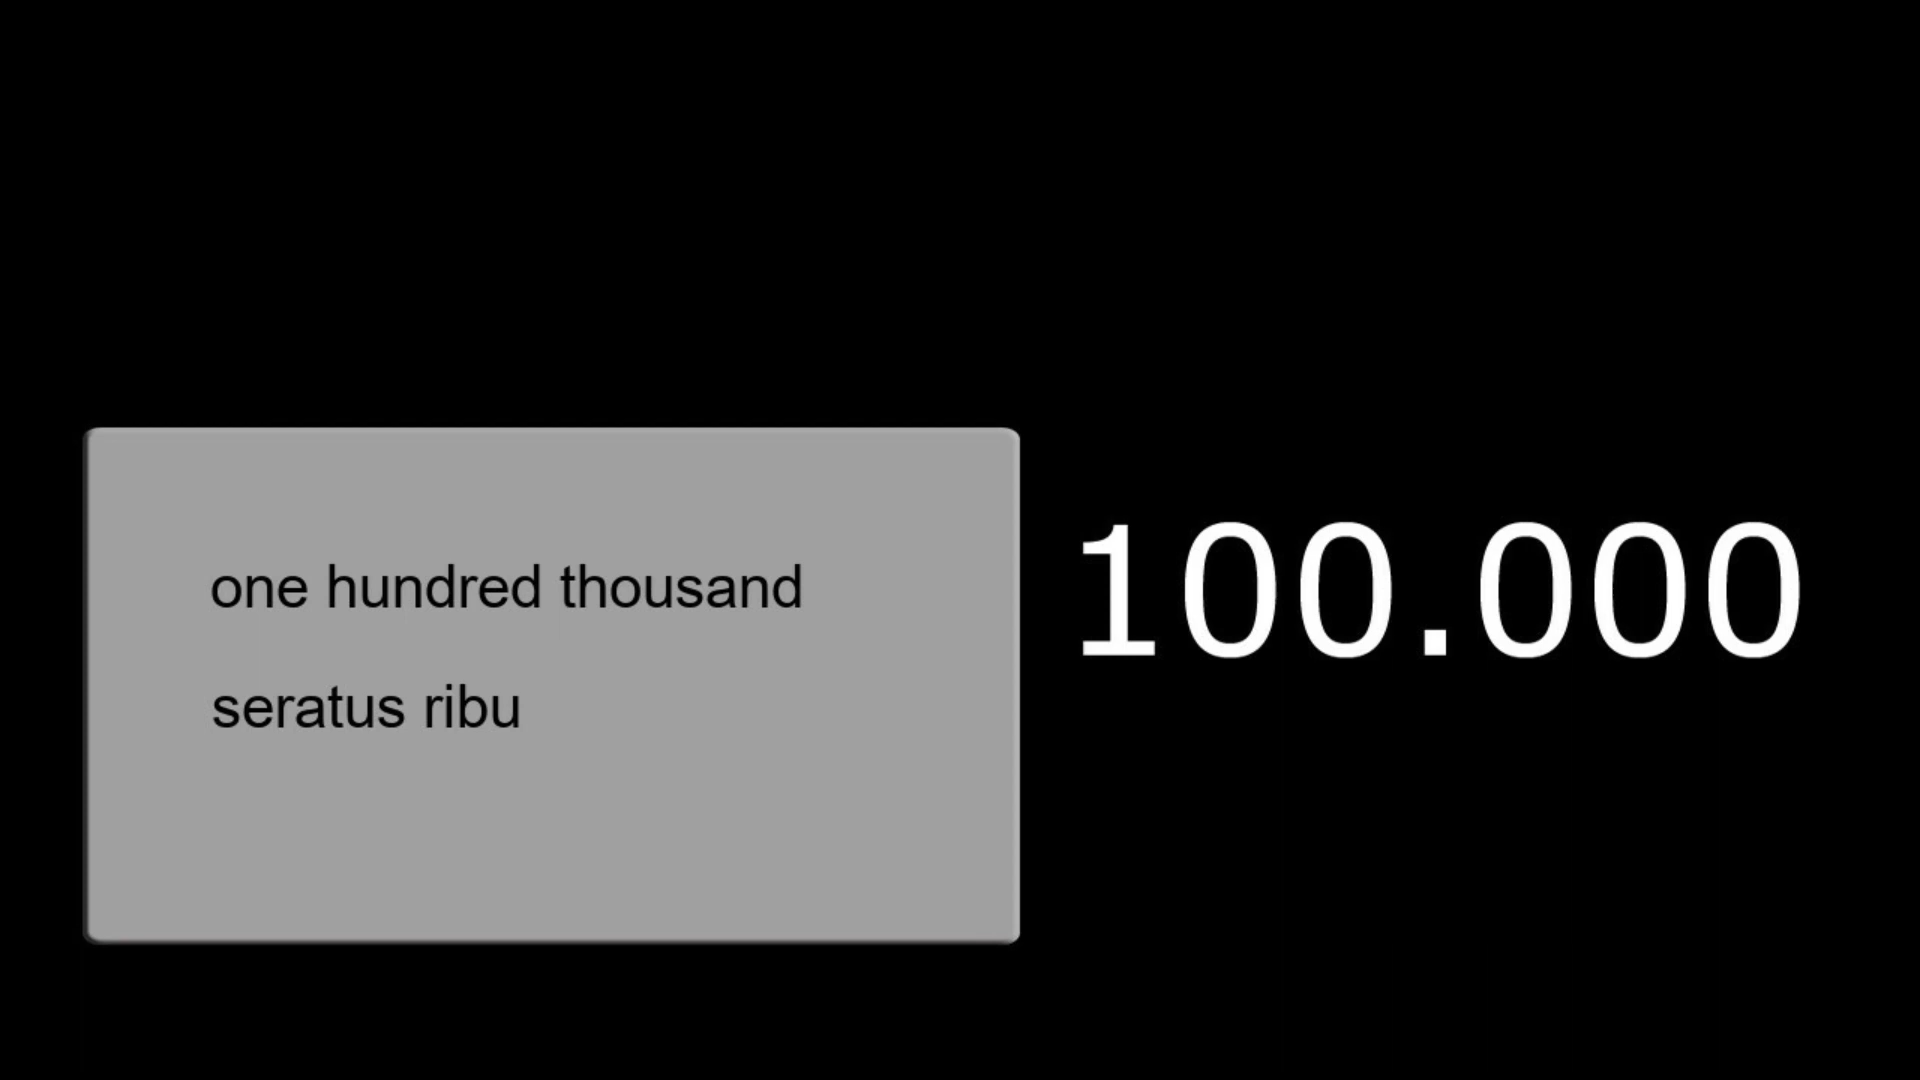 one hundred thousand
seratus ribu
100.000